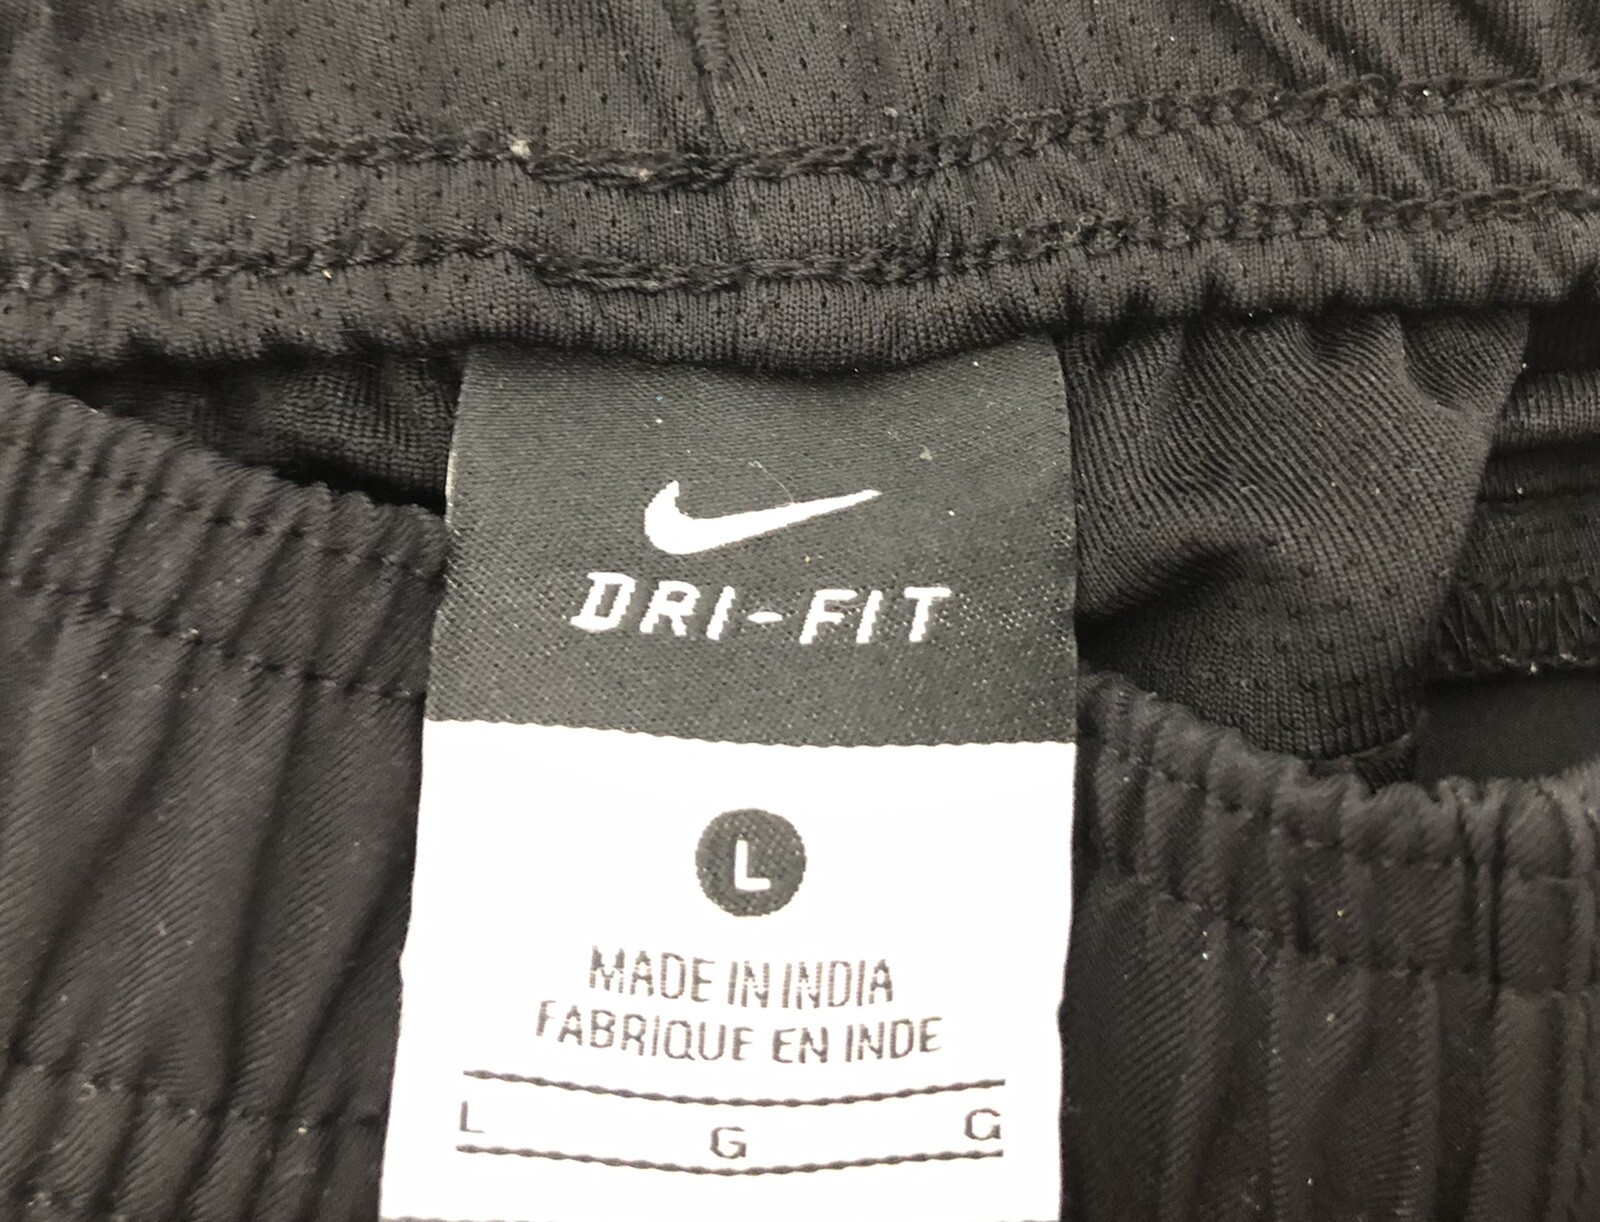 DRI-FIT
L
MADE IN INDIA
FABRIQUE EN INDE
L G G